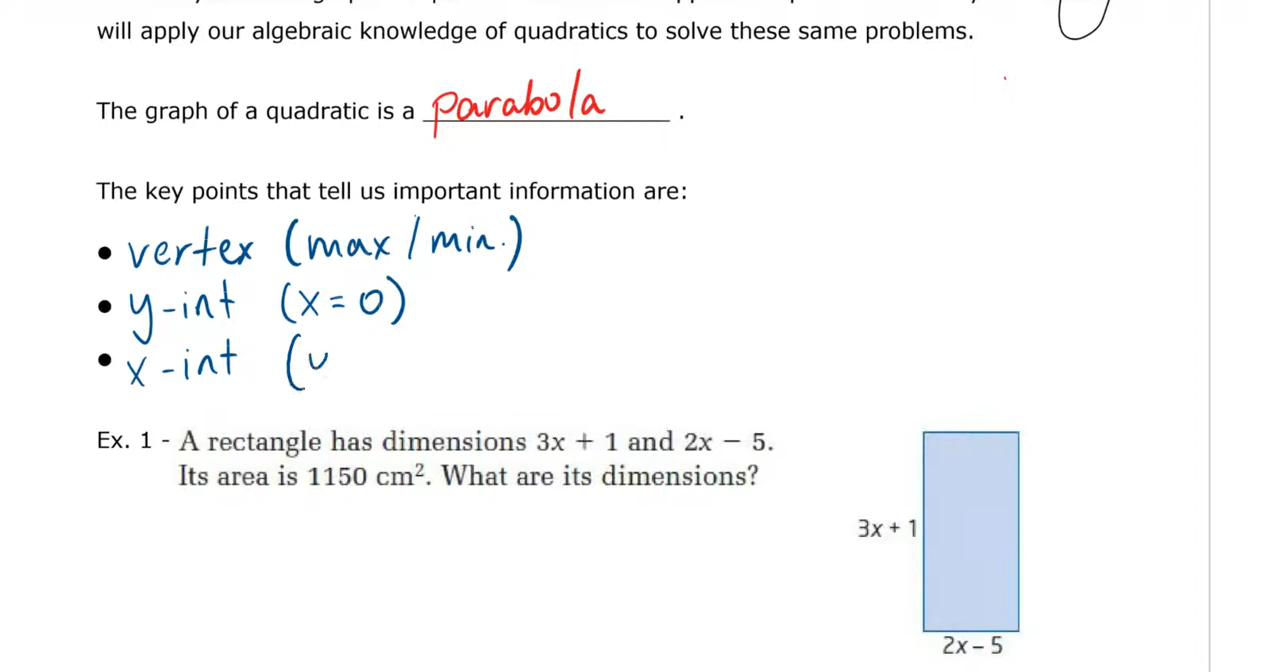 will apply our algebraic knowledge of quadratics to solve these same problems.
The graph of a quadratic is a parabola .
The key points that tell us important information are:
• vertex (max/min.)
• y-int (x=0)
• x-int (
Ex. 1 - A rectangle has dimensions 3x + 1 and 2x − 5.
Its area is 1150 cm². What are its dimensions?
3x + 1
2x − 5